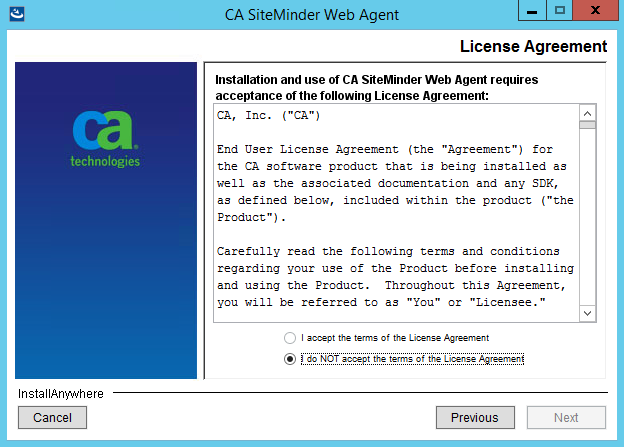 CA SiteMinder Web Agent
License Agreement
ca
technologies
Installation and use of CA SiteMinder Web Agent requires
acceptance of the following License Agreement:
CA, Inc. ("CA")
End User License Agreement (the "Agreement") for
the CA software product that is being installed as
well as the associated documentation and any SDK,
as defined below, included within the product ("the
Product").
Carefully read the following terms and conditions
regarding your use of the Product before installing
and using the Product.  Throughout this Agreement,
you will be referred to as "You" or "Licensee."
I accept the terms of the License Agreement
I do NOT accept the terms of the License Agreement
InstallAnywhere
Cancel
Previous
Next